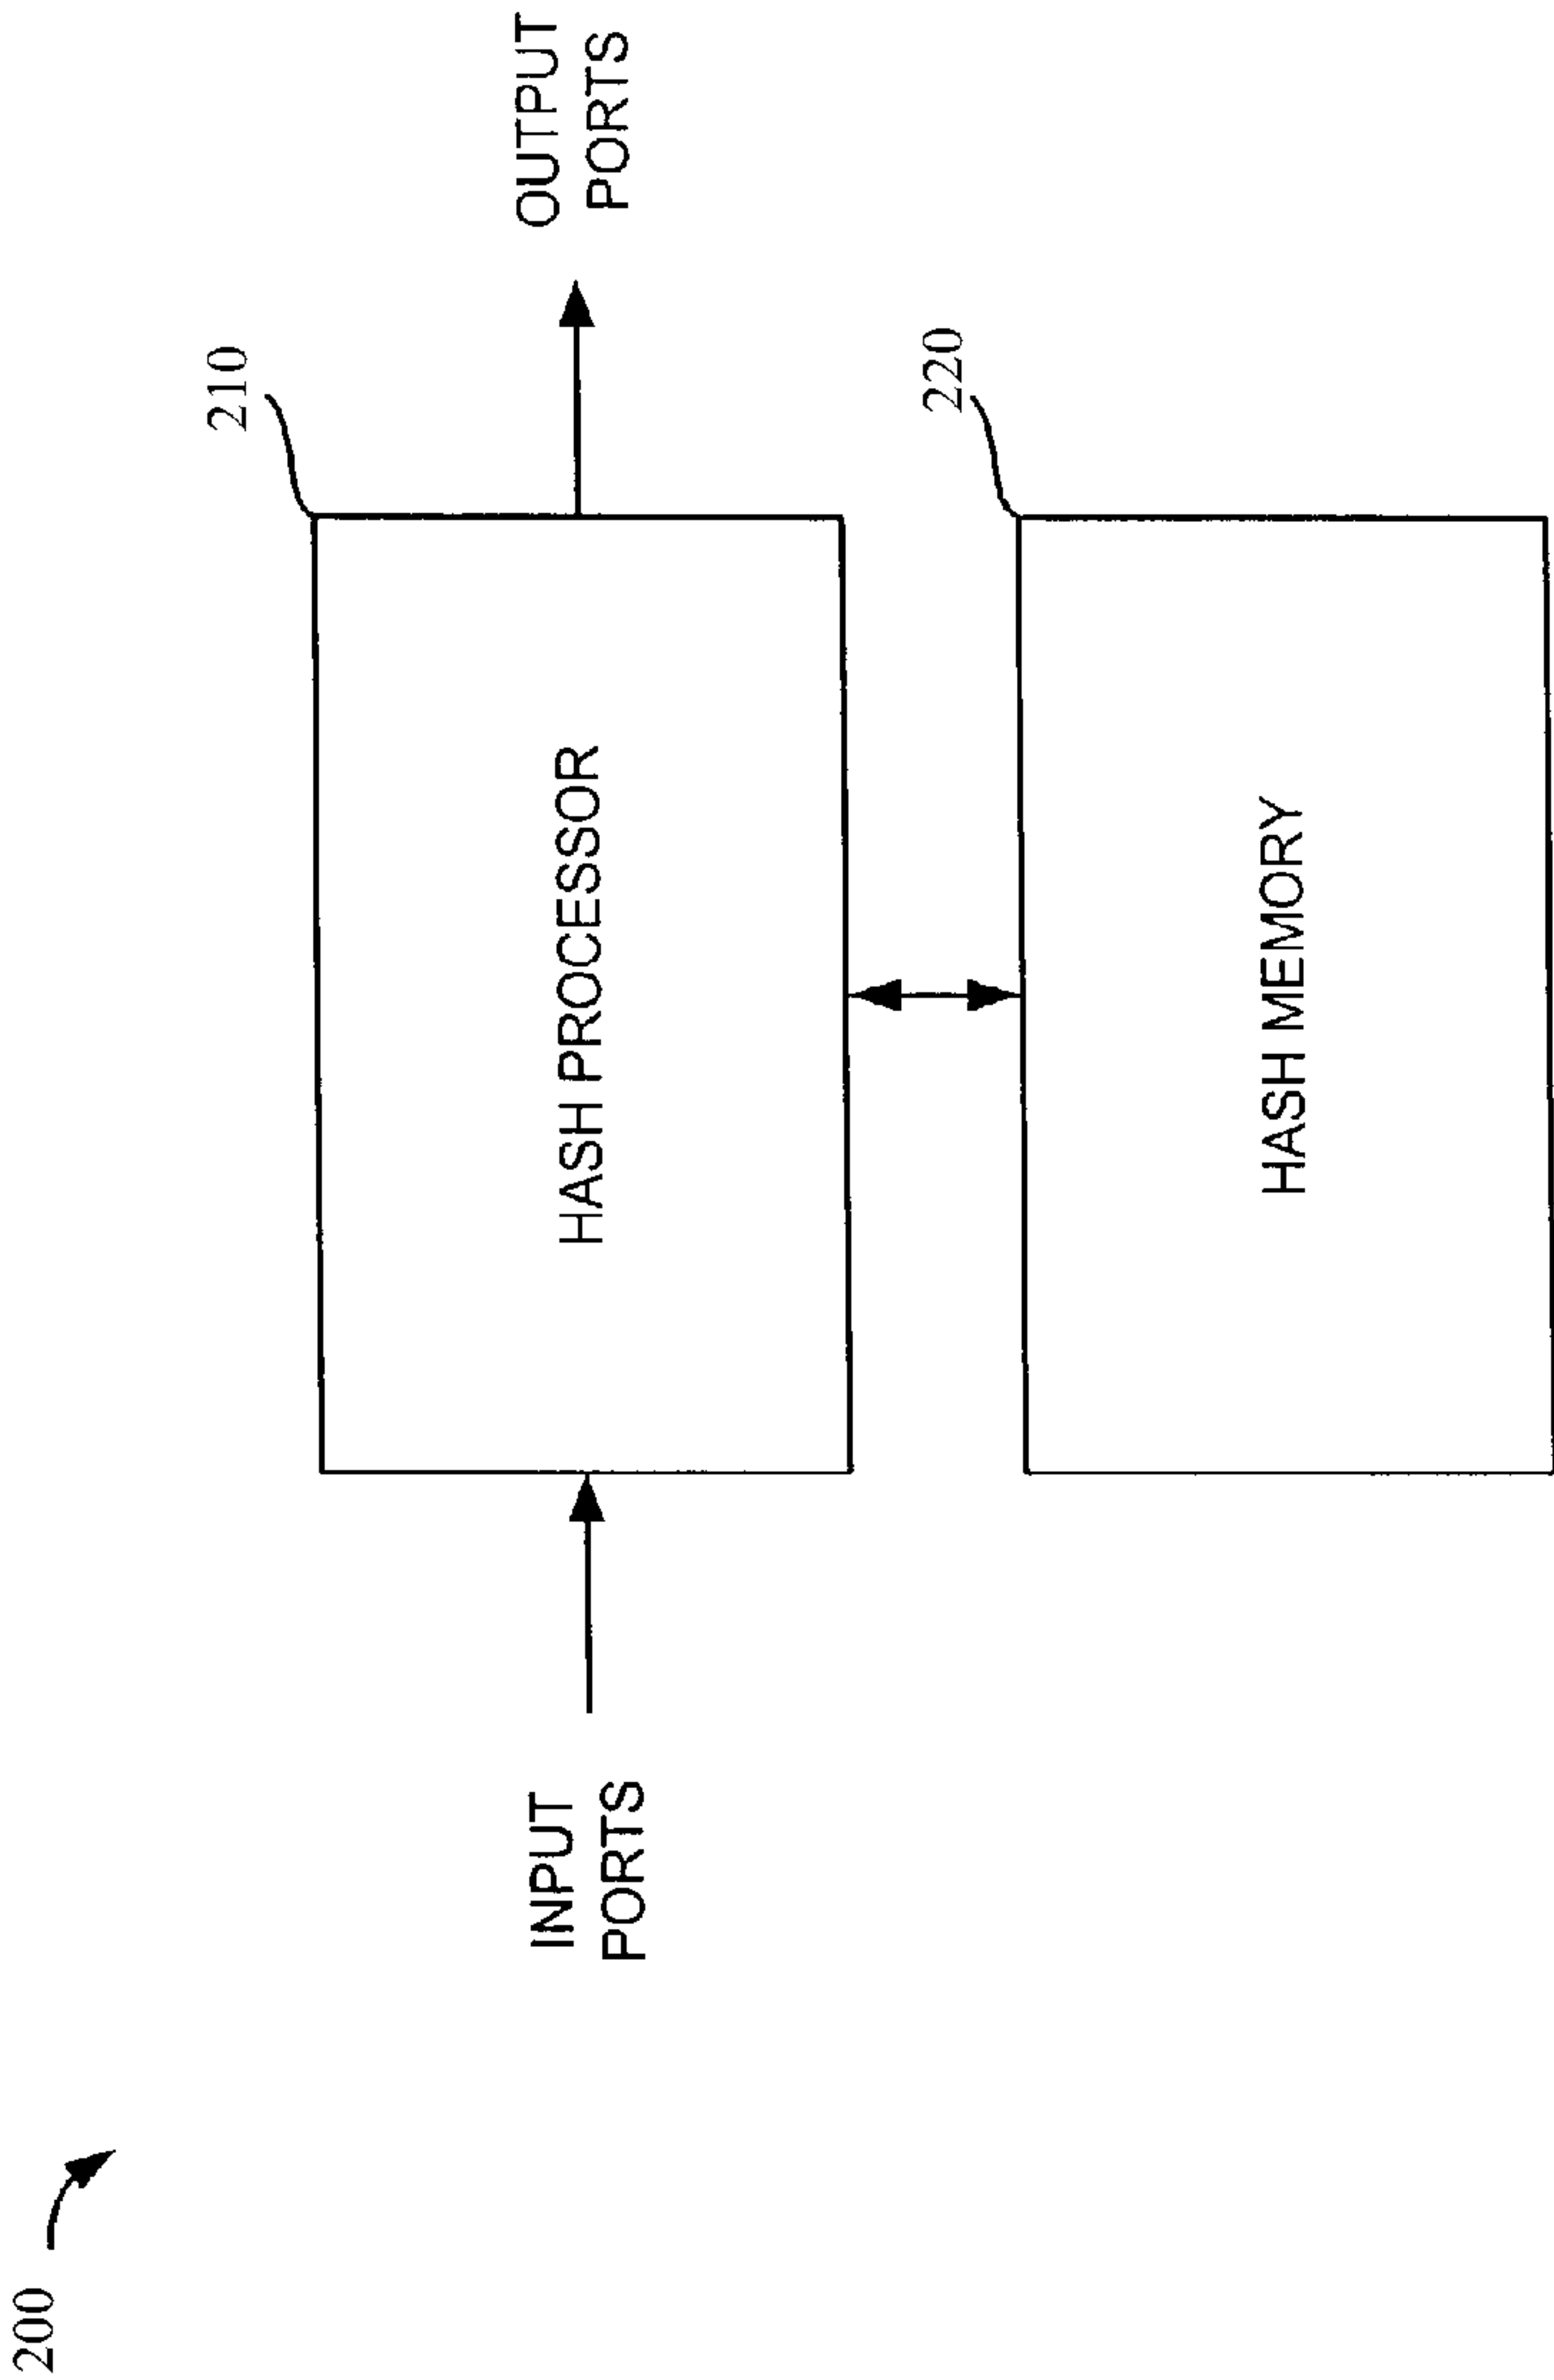 200
210
HASH PROCESSOR
INPUT
PORTS
OUTPUT
PORTS
220
HASH MEMORY